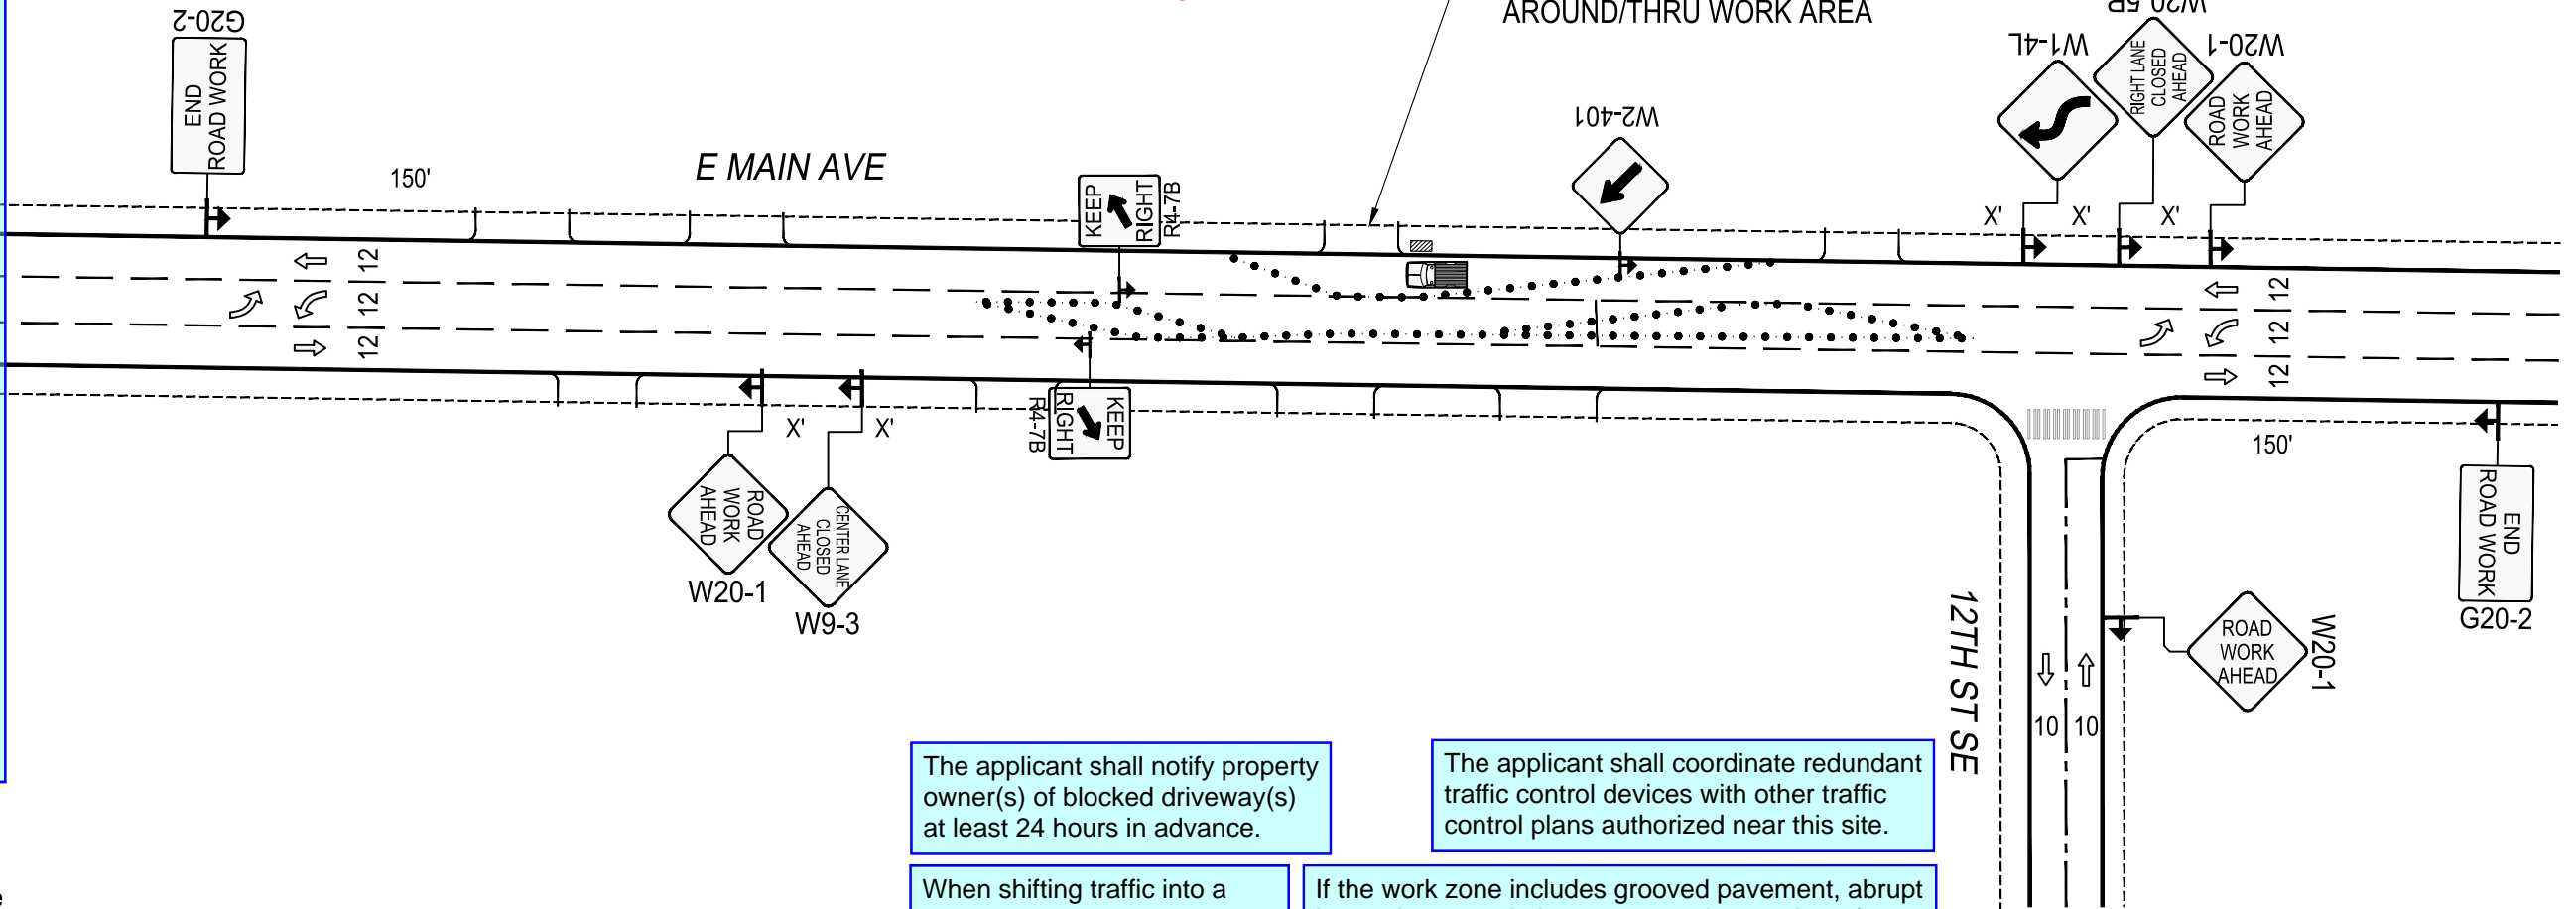 AROUND/THRU WORK AREA
G20-2
END
ROAD WORK
150'
E MAIN AVE
KEEP
RIGHT
R4-7B
W2-401
W1-4L
W20-5R
RIGHT LANE
CLOSED
AHEAD
W20-1
ROAD
WORK
AHEAD
X'
X'
X'
12
12
12
12
12
12
KEEP
RIGHT
R4-7B
X'
X'
ROAD
WORK
AHEAD
W20-1
CENTER LANE
CLOSED
AHEAD
W9-3
150'
END
ROAD WORK
G20-2
12TH ST SE
10
10
ROAD
WORK
AHEAD
W20-1
The applicant shall notify property
owner(s) of blocked driveway(s)
at least 24 hours in advance.
The applicant shall coordinate redundant
traffic control devices with other traffic
control plans authorized near this site.
When shifting traffic into a
If the work zone includes grooved pavement, abrupt